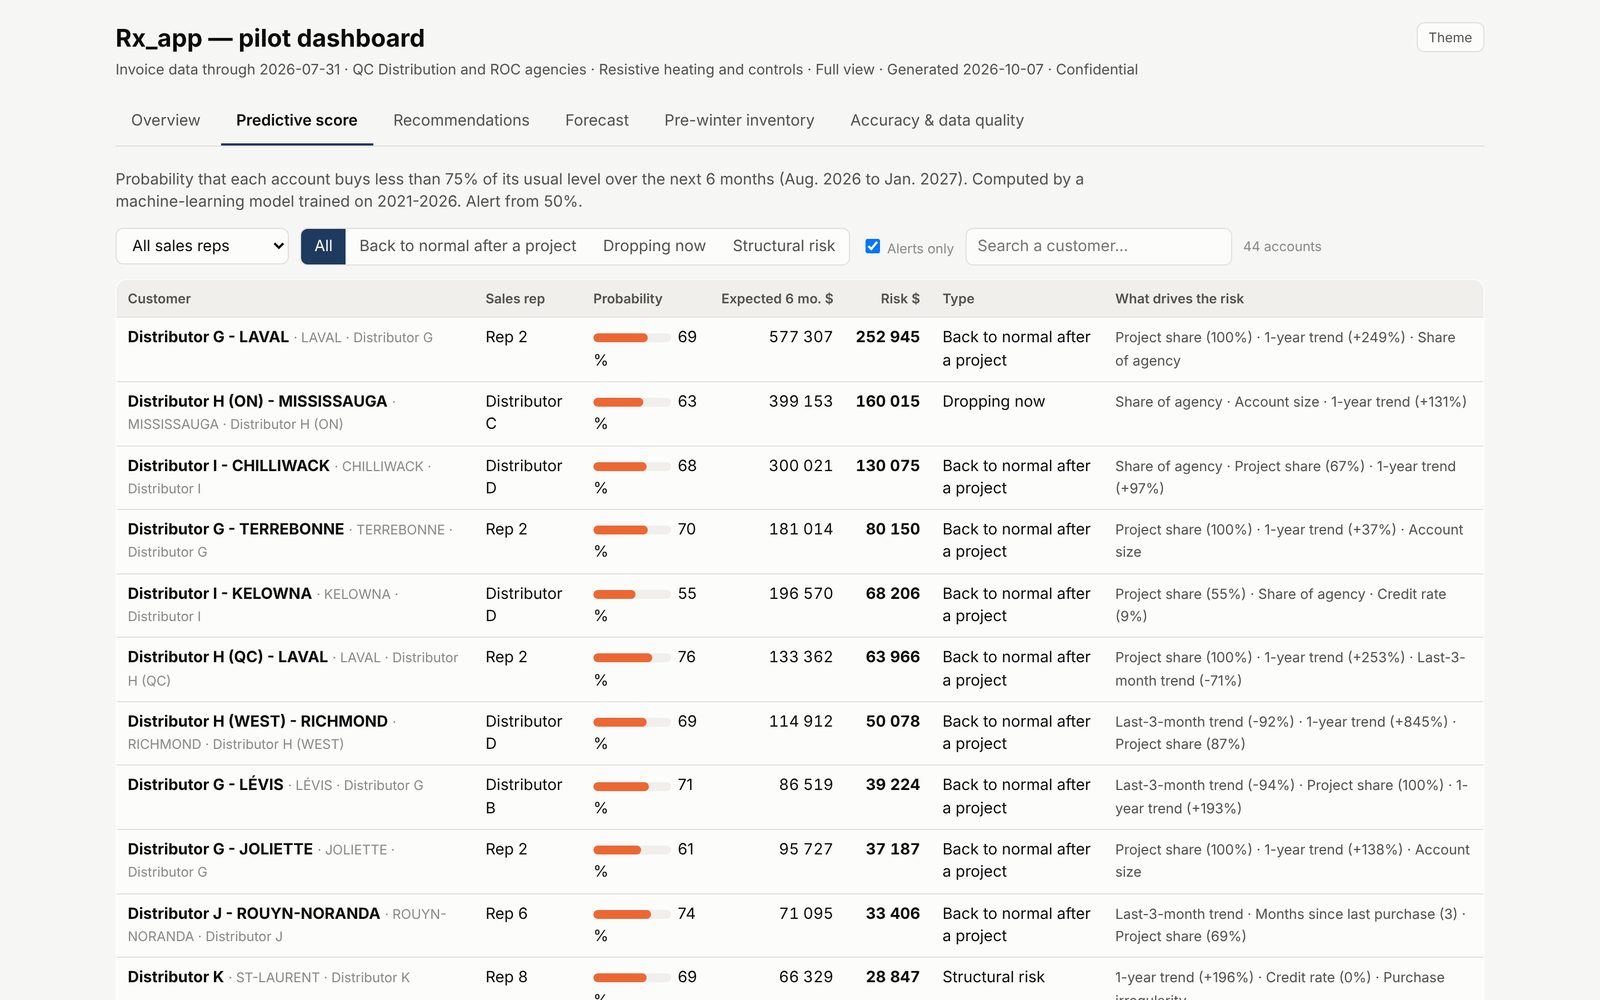 Rx_app — pilot dashboard
Theme
Invoice data through 2026-07-31 · QC Distribution and ROC agencies · Resistive heating and controls · Full view · Generated 2026-10-07 · Confidential
Overview Predictive score Recommendations Forecast Pre-winter inventory Accuracy & data quality
Probability that each account buys less than 75% of its usual level over the next 6 months (Aug. 2026 to Jan. 2027). Computed by a
machine-learning model trained on 2021-2026. Alert from 50%.
All sales reps All Back to normal after a project Dropping now Structural risk Alerts only Search a customer... 44 accounts
Customer Sales rep Probability Expected 6 mo. $ Risk $ Type What drives the risk
Distributor G - LAVAL · LAVAL · Distributor G Rep 2 69 577 307 252 945 Back to normal after Project share (100%) · 1-year trend (+249%) · Share
% a project of agency
Distributor H (ON) - MISSISSAUGA · Distributor 63 399 153 160 015 Dropping now Share of agency · Account size · 1-year trend (+131%)
MISSISSAUGA · Distributor H (ON) C %
Distributor I - CHILLIWACK · CHILLIWACK · Distributor 68 300 021 130 075 Back to normal after Share of agency · Project share (67%) · 1-year trend
Distributor I D % a project (+97%)
Distributor G - TERREBONNE · TERREBONNE · Rep 2 70 181 014 80 150 Back to normal after Project share (100%) · 1-year trend (+37%) · Account
Distributor G % a project size
Distributor I - KELOWNA · KELOWNA · Distributor 55 196 570 68 206 Back to normal after Project share (55%) · Share of agency · Credit rate
Distributor I D % a project (9%)
Distributor H (QC) - LAVAL · LAVAL · Distributor Rep 2 76 133 362 63 966 Back to normal after Project share (100%) · 1-year trend (+253%) · Last-3-
H (QC) % a project month trend (-71%)
Distributor H (WEST) - RICHMOND · Distributor 69 114 912 50 078 Back to normal after Last-3-month trend (-92%) · 1-year trend (+845%) ·
RICHMOND · Distributor H (WEST) D % a project Project share (87%)
Distributor G - LÉVIS · LÉVIS · Distributor G Distributor 71 86 519 39 224 Back to normal after Last-3-month trend (-94%) · Project share (100%) · 1-
B % a project year trend (+193%)
Distributor G - JOLIETTE · JOLIETTE · Rep 2 61 95 727 37 187 Back to normal after Project share (100%) · 1-year trend (+138%) · Account
Distributor G % a project size
Distributor J - ROUYN-NORANDA · ROUYN- Rep 6 74 71 095 33 406 Back to normal after Last-3-month trend · Months since last purchase (3) ·
NORANDA · Distributor J % a project Project share (69%)
Distributor K · ST-LAURENT · Distributor K Rep 8 69 66 329 28 847 Structural risk 1-year trend (+196%) · Credit rate (0%) · Purchase
% irregularity